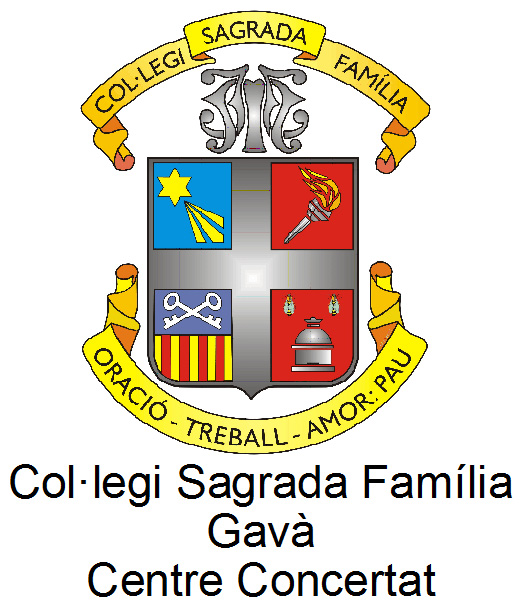 COL·LEGI SAGRADA FAMÍLIA
ORACIÓ - TREBALL - AMOR: PAU
Col·legi Sagrada Família
Gavà
Centre Concertat